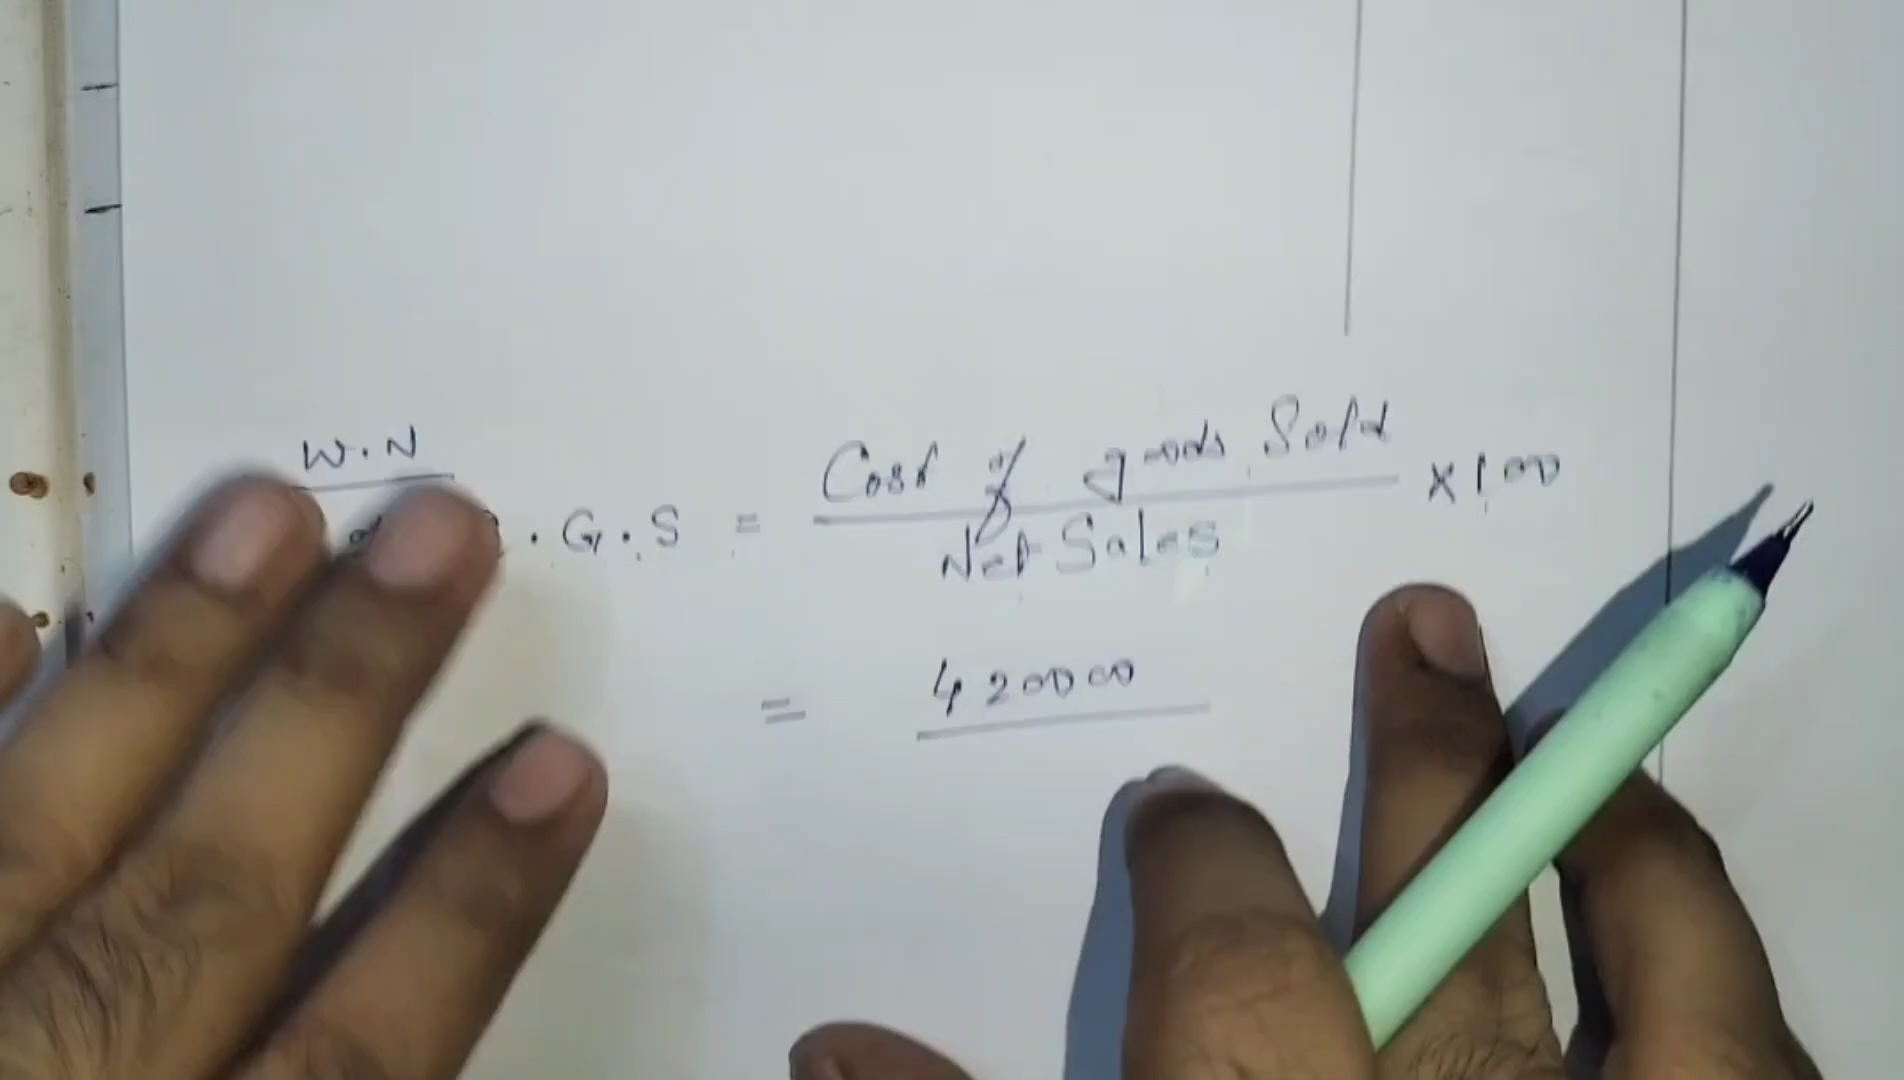 W.N
. G.S = Cost of goods Sold × 100
Net Sales
= 420000